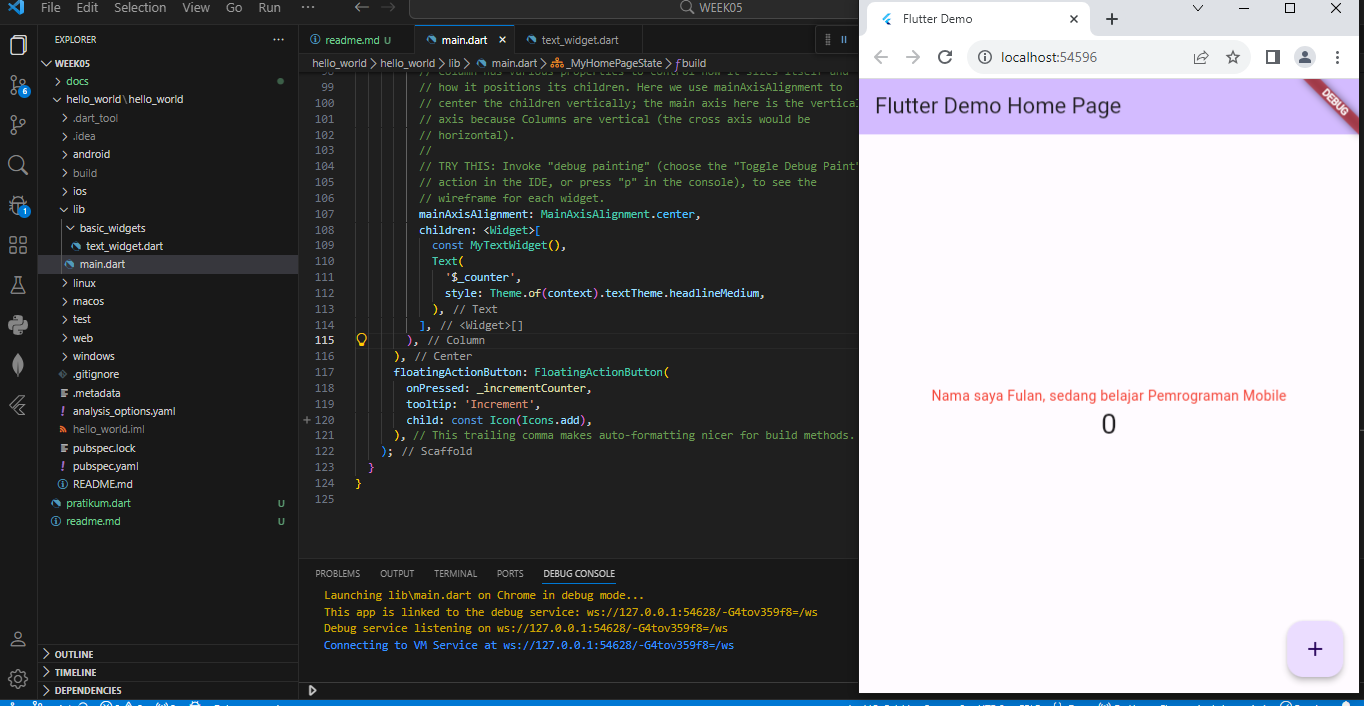 File Edit Selection View Go Run ··· WEEK05
EXPLORER ···
WEEK05
docs
hello_world \ hello_world
.dart_tool
.idea
android
build
ios
lib
basic_widgets
text_widget.dart
main.dart
linux
macos
test
web
windows
.gitignore
.metadata
analysis_options.yaml
hello_world.iml
pubspec.lock
pubspec.yaml
README.md
pratikum.dart U
readme.md U
OUTLINE
TIMELINE
DEPENDENCIES
6
1
readme.md U main.dart text_widget.dart
hello_world > hello_world > lib > main.dart > _MyHomePageState > build
// Column has various properties to control how it sizes itself and
99 // how it positions its children. Here we use mainAxisAlignment to
100 // center the children vertically; the main axis here is the vertical
101 // axis because Columns are vertical (the cross axis would be
102 // horizontal).
103 //
104 // TRY THIS: Invoke "debug painting" (choose the "Toggle Debug Paint"
105 // action in the IDE, or press "p" in the console), to see the
106 // wireframe for each widget.
107 mainAxisAlignment: MainAxisAlignment.center,
108 children: <Widget>[
109 const MyTextWidget(),
110 Text(
111 '$_counter',
112 style: Theme.of(context).textTheme.headlineMedium,
113 ), // Text
114 ], // <Widget>[]
115 ), // Column
116 ), // Center
117 floatingActionButton: FloatingActionButton(
118 onPressed: _incrementCounter,
119 tooltip: 'Increment',
120 child: const Icon(Icons.add),
121 ), // This trailing comma makes auto-formatting nicer for build methods.
122 ); // Scaffold
123 }
124 }
125
PROBLEMS OUTPUT TERMINAL PORTS DEBUG CONSOLE
Launching lib\main.dart on Chrome in debug mode...
This app is linked to the debug service: ws://127.0.0.1:54628/-G4tov359f8=/ws
Debug service listening on ws://127.0.0.1:54628/-G4tov359f8=/ws
Connecting to VM Service at ws://127.0.0.1:54628/-G4tov359f8=/ws
Flutter Demo
localhost:54596
Flutter Demo Home Page
DEBUG
Nama saya Fulan, sedang belajar Pemrograman Mobile
0
+